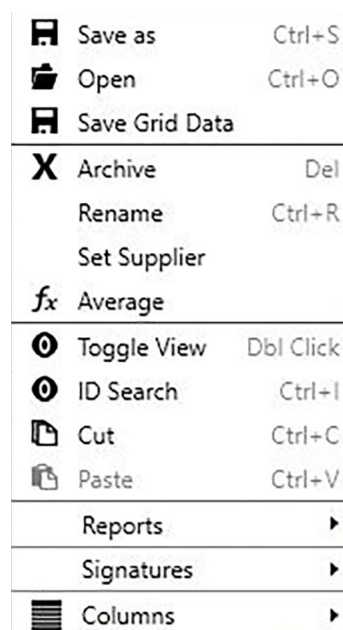 Save as Ctrl+S
Open Ctrl+O
Save Grid Data
X Archive Del
Rename Ctrl+R
Set Supplier
fx Average
Toggle View Dbl Click
ID Search Ctrl+I
Cut Ctrl+C
Paste Ctrl+V
Reports
Signatures
Columns